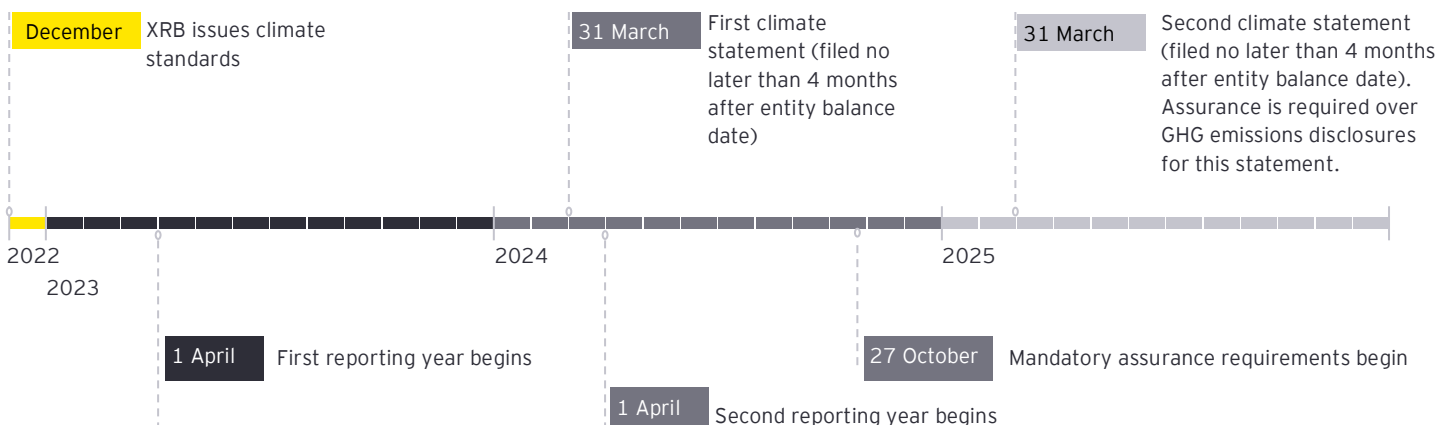 December
XRB issues climate
standards
31 March
First climate
statement (filed no
later than 4 months
after entity balance
date)
31 March
Second climate statement
(filed no later than 4 months
after entity balance date).
Assurance is required over
GHG emissions disclosures
for this statement.
2022
2023
2024
2025
1 April
First reporting year begins
27 October
Mandatory assurance requirements begin
1 April
Second reporting year begins